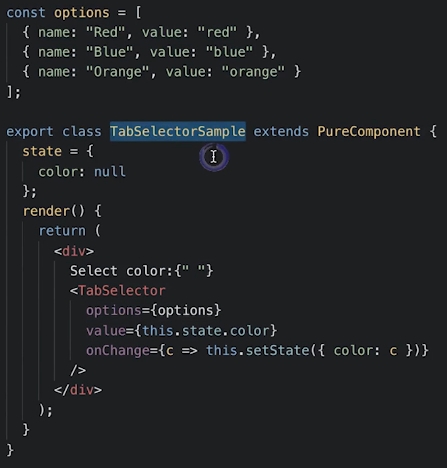 const options = [
  { name: "Red", value: "red" },
  { name: "Blue", value: "blue" },
  { name: "Orange", value: "orange" }
];

export class TabSelectorSample extends PureComponent {
  state = {
    color: null
  };
  render() {
    return (
      <div>
        Select color:{" "}
        <TabSelector
          options={options}
          value={this.state.color}
          onChange={c => this.setState({ color: c })}
        />
      </div>
    );
  }
}